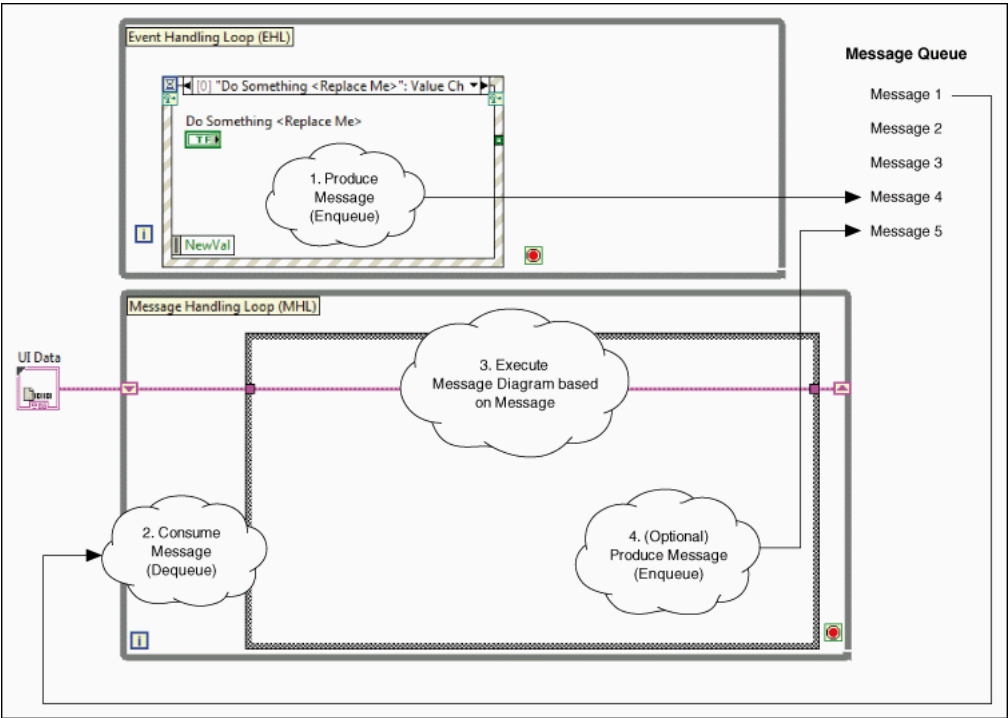 Event Handling Loop (EHL)
Message Queue
[0] "Do Something <Replace Me>": Value Ch
Message 1
Do Something <Replace Me>
TF
Message 2
1. Produce
Message
(Enqueue)
Message 3
Message 4
Message 5
i
NewVal
Message Handling Loop (MHL)
UI Data
3. Execute
Message Diagram based
on Message
2. Consume
Message
(Dequeue)
4. (Optional)
Produce Message
(Enqueue)
i